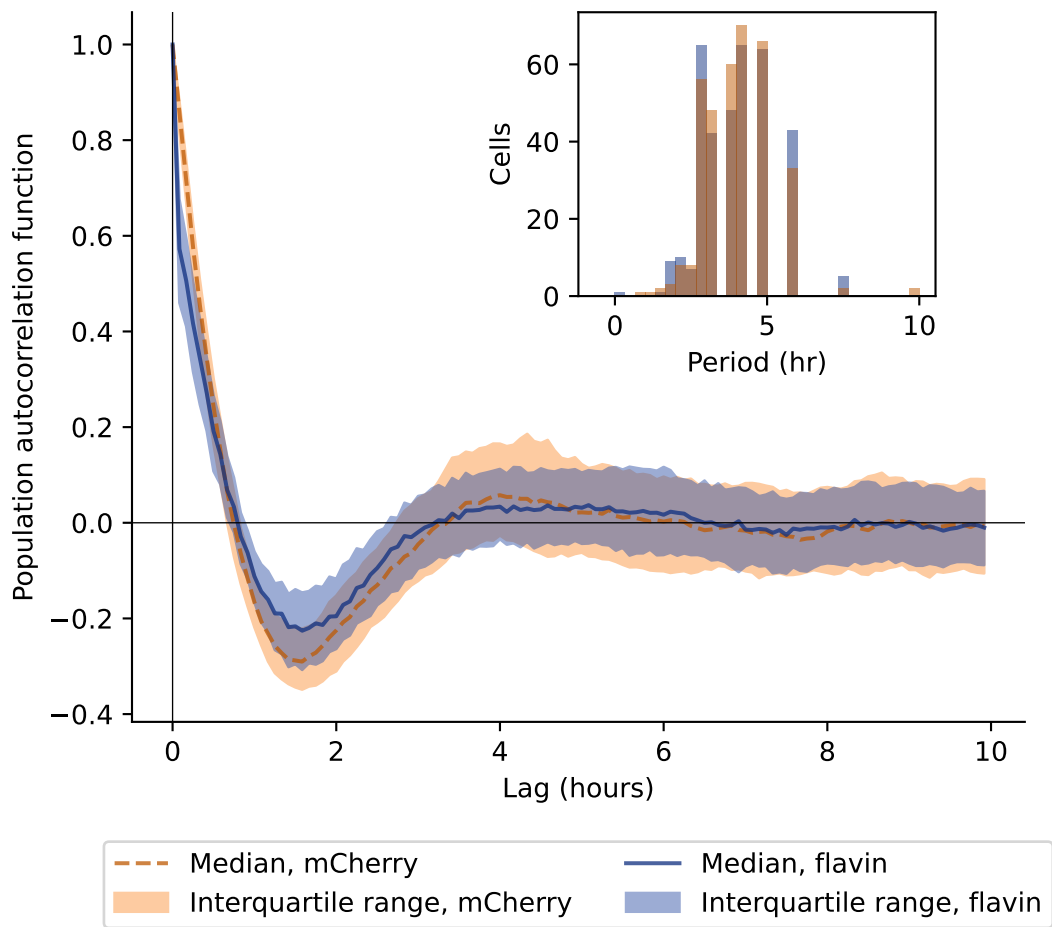 Population autocorrelation function
1.0
0.8
0.6
0.4
0.2
0.0
−0.2
−0.4
0 2 4 6 8 10
Lag (hours)
Cells
60
40
20
0
0 5 10
Period (hr)
Median, mCherry
Interquartile range, mCherry
Median, flavin
Interquartile range, flavin